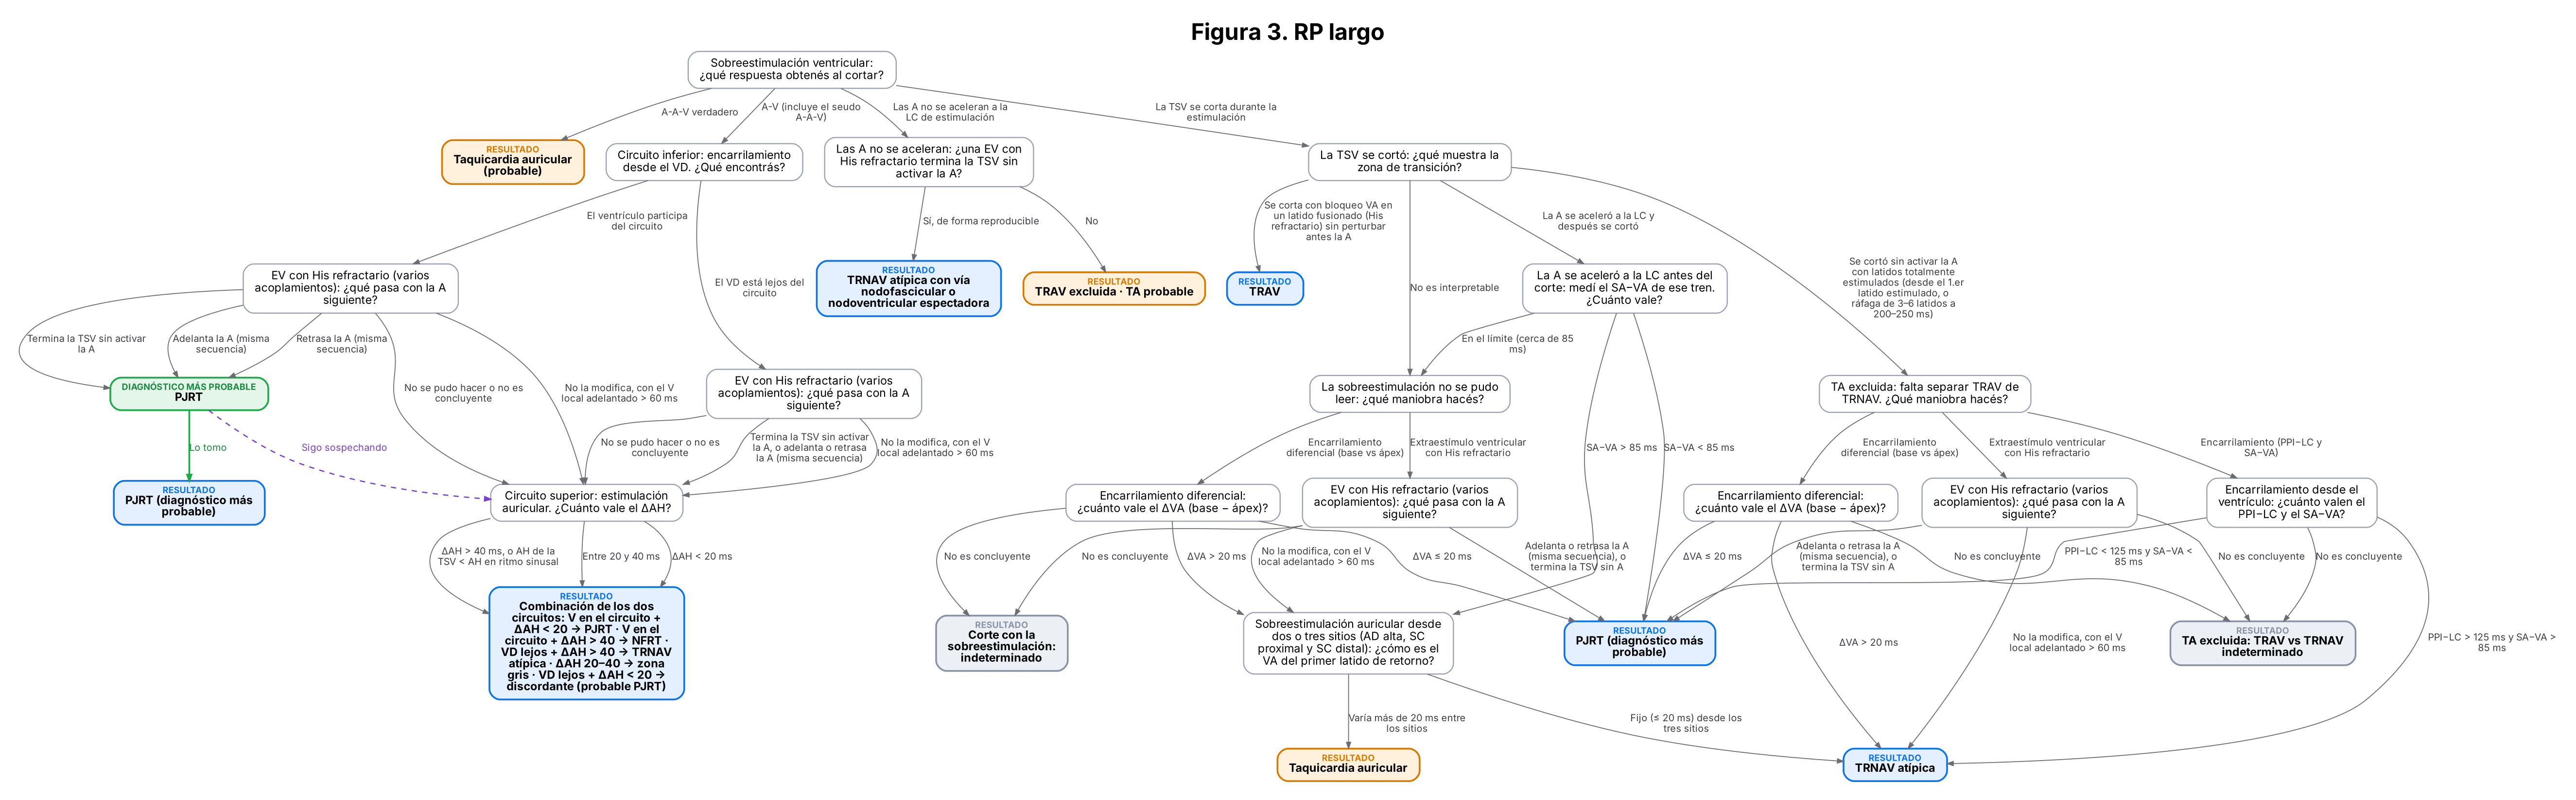 Figura 3. RP largo
Sobreestimulación ventricular:
¿qué respuesta obtenés al cortar?
A-A-V verdadero
A-V (incluye el seudo
A-A-V)
Las A no se aceleran a la
LC de estimulación
La TSV se corta durante la
estimulación
RESULTADO
Taquicardia auricular
(probable)
Circuito inferior: encarrilamiento
desde el VD. ¿Qué encontrás?
Las A no se aceleran: ¿una EV con
His refractario termina la TSV sin
activar la A?
La TSV se cortó: ¿qué muestra la
zona de transición?
El ventrículo participa
del circuito
El VD está lejos del
circuito
Sí, de forma reproducible
No
Se corta con bloqueo VA en
un latido fusionado (His
refractario) sin perturbar
antes la A
No es interpretable
La A se aceleró a la LC y
después se cortó
Se cortó sin activar la A
con latidos totalmente
estimulados (desde el 1.er
latido estimulado, o
ráfaga de 3–6 latidos a
200–250 ms)
EV con His refractario (varios
acoplamientos): ¿qué pasa con la A
siguiente?
RESULTADO
TRNAV atípica con vía
nodofascicular o
nodoventricular espectadora
RESULTADO
TRAV excluida · TA probable
RESULTADO
TRAV
La A se aceleró a la LC antes del
corte: medí el SA−VA de ese tren.
¿Cuánto vale?
Termina la TSV sin activar
la A
Adelanta la A (misma
secuencia)
Retrasa la A (misma
secuencia)
No se pudo hacer o no es
concluyente
No la modifica, con el V
local adelantado > 60 ms
En el límite (cerca de 85
ms)
SA−VA > 85 ms
SA−VA < 85 ms
DIAGNÓSTICO MÁS PROBABLE
PJRT
EV con His refractario (varios
acoplamientos): ¿qué pasa con la A
siguiente?
La sobreestimulación no se pudo
leer: ¿qué maniobra hacés?
TA excluida: falta separar TRAV de
TRNAV. ¿Qué maniobra hacés?
Lo tomo
Sigo sospechando
No se pudo hacer o no es
concluyente
Termina la TSV sin activar
la A, o adelanta o retrasa
la A (misma secuencia)
No la modifica, con el V
local adelantado > 60 ms
Encarrilamiento
diferencial (base vs ápex)
Extraestímulo ventricular
con His refractario
Encarrilamiento
diferencial (base vs ápex)
Extraestímulo ventricular
con His refractario
Encarrilamiento (PPI−LC y
SA−VA)
RESULTADO
PJRT (diagnóstico más
probable)
Circuito superior: estimulación
auricular. ¿Cuánto vale el ΔAH?
Encarrilamiento diferencial:
¿cuánto vale el ΔVA (base − ápex)?
EV con His refractario (varios
acoplamientos): ¿qué pasa con la A
siguiente?
Encarrilamiento diferencial:
¿cuánto vale el ΔVA (base − ápex)?
EV con His refractario (varios
acoplamientos): ¿qué pasa con la A
siguiente?
Encarrilamiento desde el
ventrículo: ¿cuánto valen el
PPI−LC y el SA−VA?
ΔAH > 40 ms, o AH de la
TSV < AH en ritmo sinusal
Entre 20 y 40 ms
ΔAH < 20 ms
No es concluyente
No es concluyente
ΔVA > 20 ms
No la modifica, con el V
local adelantado > 60 ms
ΔVA ≤ 20 ms
Adelanta o retrasa la A
(misma secuencia), o
termina la TSV sin A
ΔVA ≤ 20 ms
Adelanta o retrasa la A
(misma secuencia), o
termina la TSV sin A
No es concluyente
PPI−LC < 125 ms y SA−VA <
85 ms
No es concluyente
No es concluyente
RESULTADO
Combinación de los dos
circuitos: V en el circuito +
ΔAH < 20 → PJRT · V en el
circuito + ΔAH > 40 → NFRT ·
VD lejos + ΔAH > 40 → TRNAV
atípica · ΔAH 20–40 → zona
gris · VD lejos + ΔAH < 20 →
discordante (probable PJRT)
RESULTADO
Corte con la
sobreestimulación:
indeterminado
Sobreestimulación auricular desde
dos o tres sitios (AD alta, SC
proximal y SC distal): ¿cómo es el
VA del primer latido de retorno?
RESULTADO
PJRT (diagnóstico más
probable)
ΔVA > 20 ms
No la modifica, con el V
local adelantado > 60 ms
RESULTADO
TA excluida: TRAV vs TRNAV
indeterminado
PPI−LC > 125 ms y SA−VA >
85 ms
Varía más de 20 ms entre
los sitios
Fijo (≤ 20 ms) desde los
tres sitios
RESULTADO
Taquicardia auricular
RESULTADO
TRNAV atípica